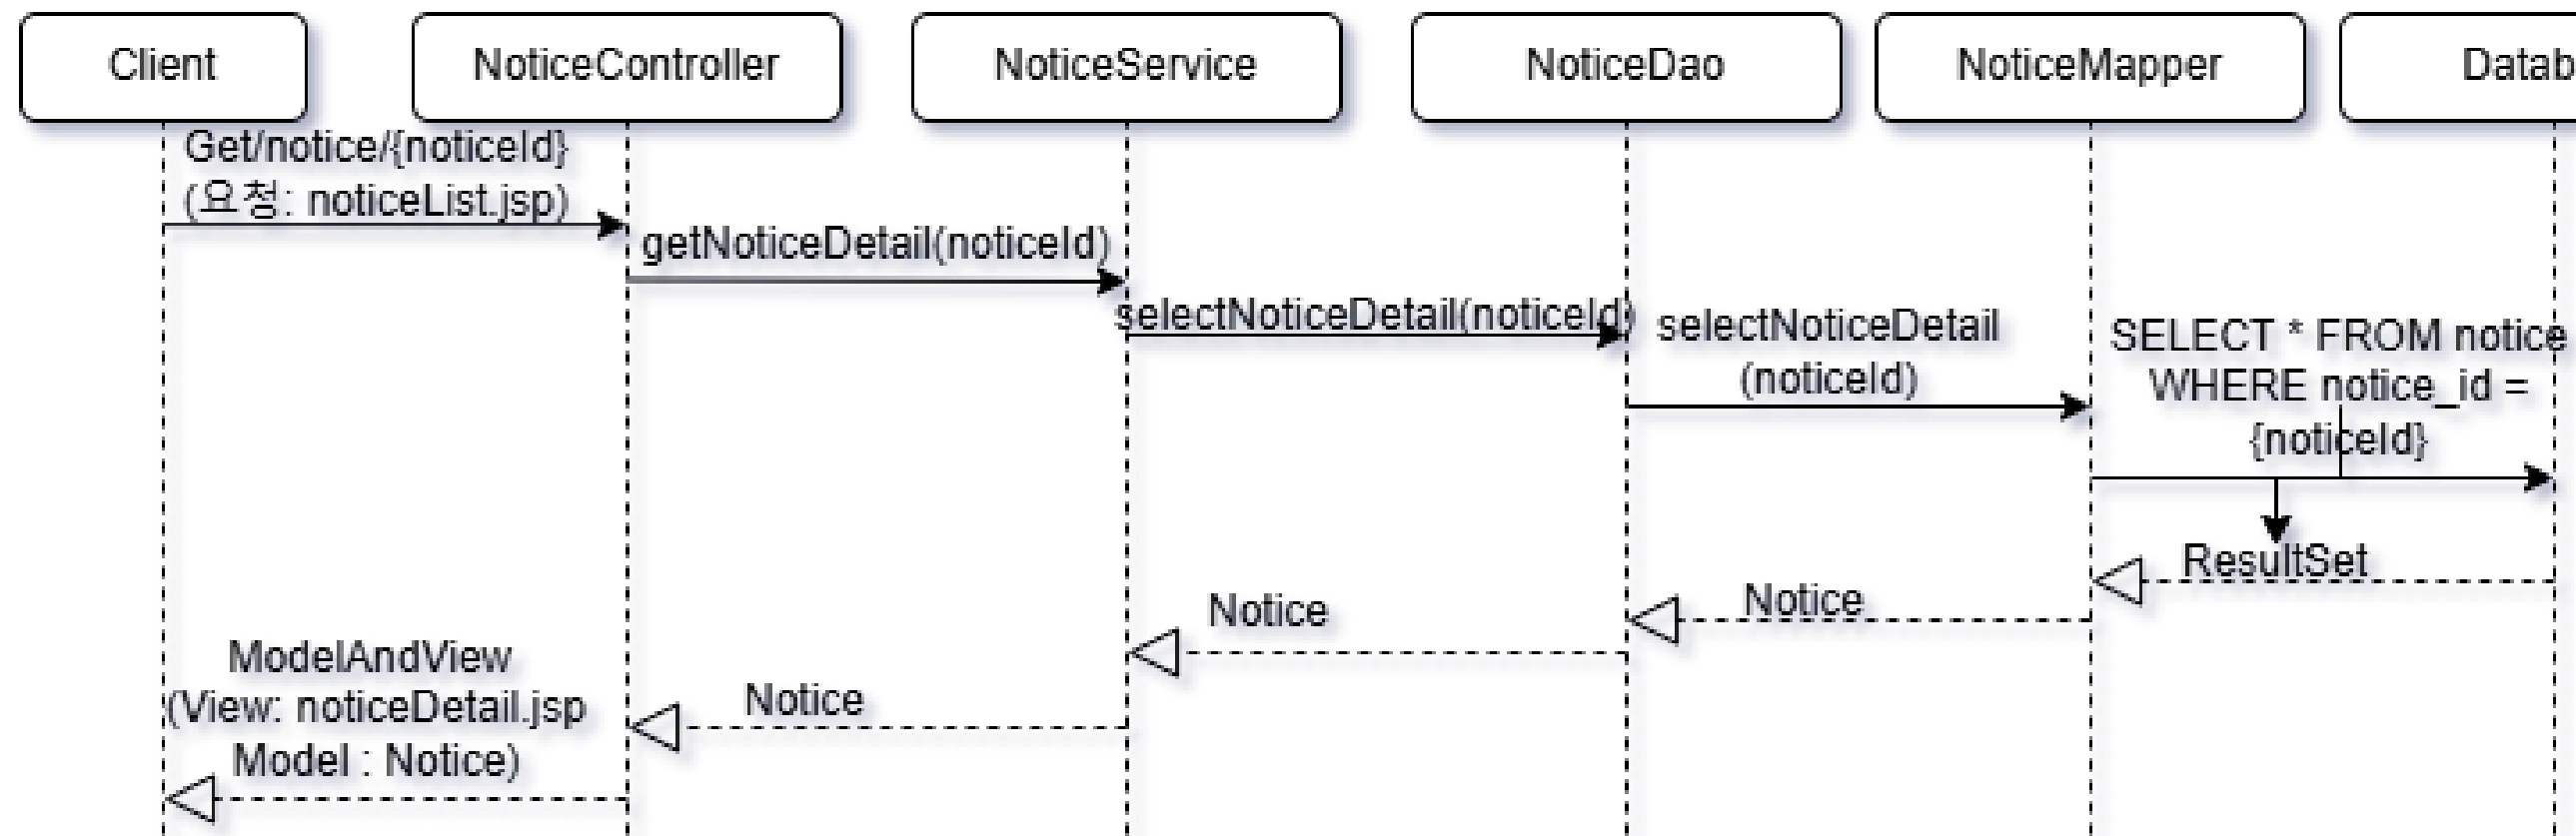 Client
NoticeController
NoticeService
NoticeDao
NoticeMapper
Datab
Get/notice/{noticeId}
(요청: noticeList.jsp)
getNoticeDetail(noticeId)
selectNoticeDetail(noticeId)
selectNoticeDetail
(noticeId)
SELECT * FROM notice
WHERE notice_id =
{noticeId}
ResultSet
Notice
Notice
Notice
ModelAndView
(View: noticeDetail.jsp
Model : Notice)